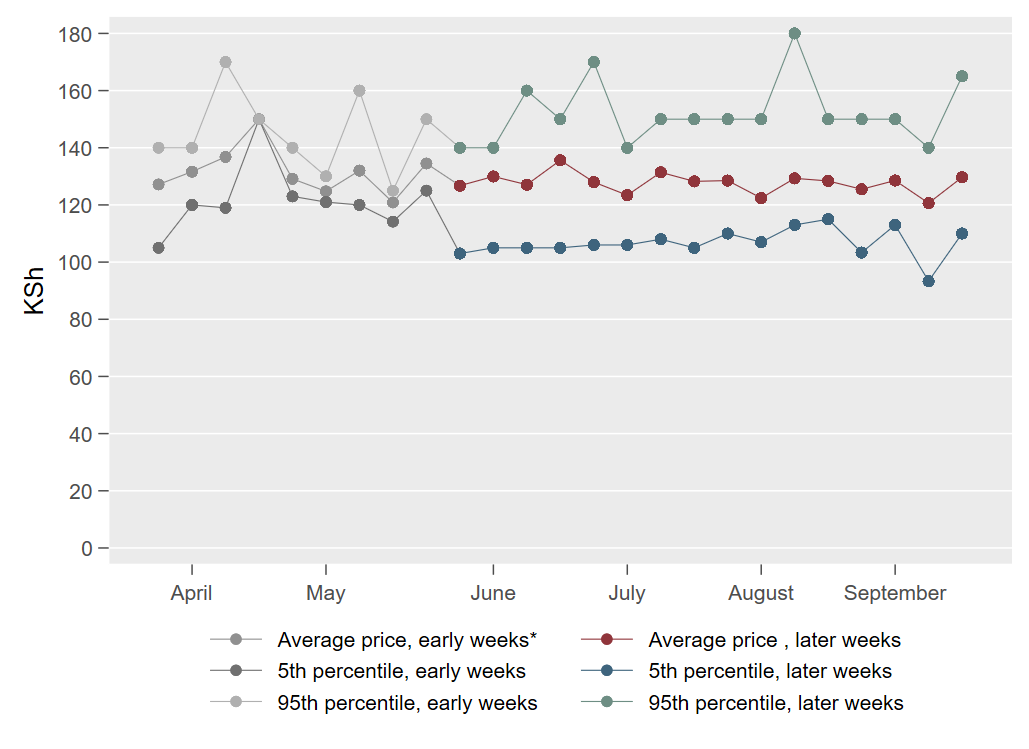 180
160
140
120
100
80
60
40
20
0
KSh
April May June July August September
Average price, early weeks* Average price , later weeks
5th percentile, early weeks 5th percentile, later weeks
95th percentile, early weeks 95th percentile, later weeks